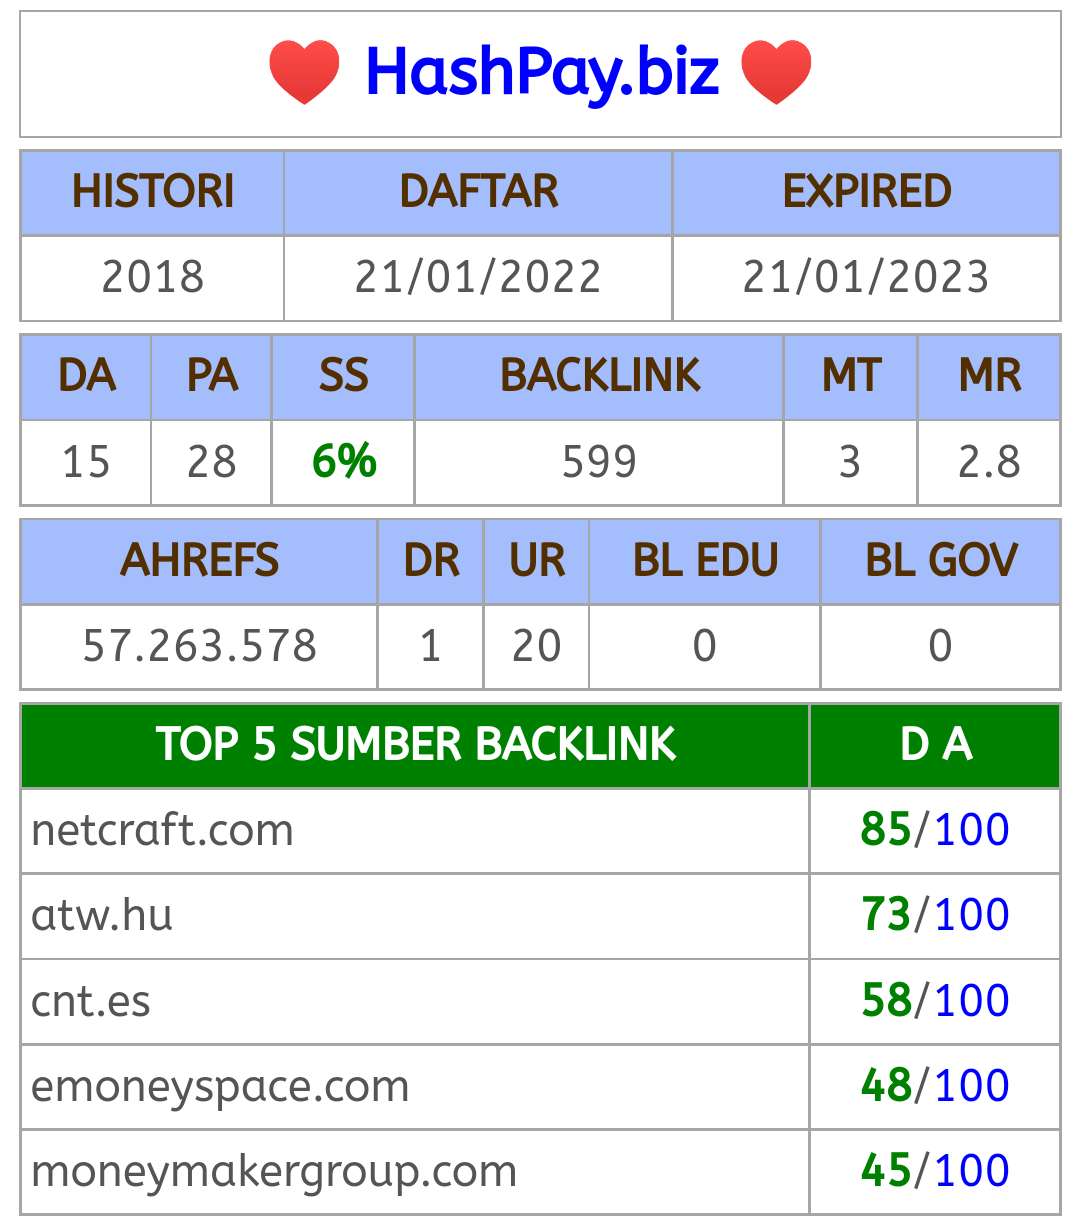 HashPay.biz
HISTORI DAFTAR EXPIRED
2018 21/01/2022 21/01/2023
DA PA SS BACKLINK MT MR
15 28 6% 599 3 2.8
AHREFS DR UR BL EDU BL GOV
57.263.578 1 20 0 0
TOP 5 SUMBER BACKLINK D A
netcraft.com 85/100
atw.hu 73/100
cnt.es 58/100
emoneyspace.com 48/100
moneymakergroup.com 45/100